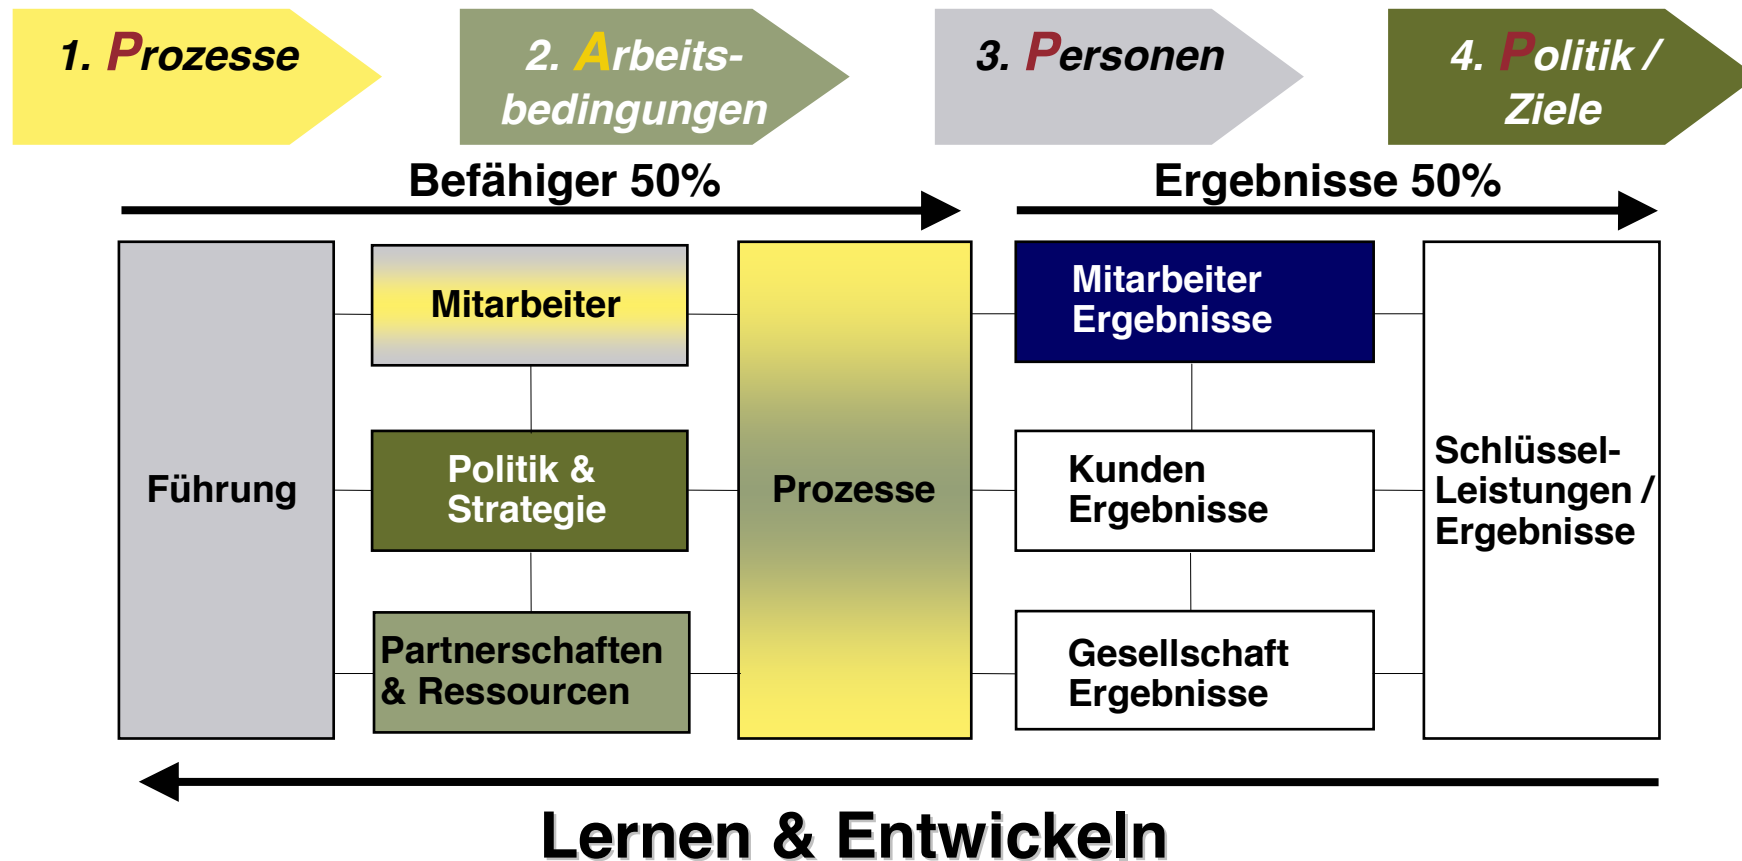 1. Prozesse
2. Arbeits-
bedingungen
3. Personen
4. Politik /
Ziele
Befähiger 50%
Ergebnisse 50%
Führung
Mitarbeiter
Politik &
Strategie
Partnerschaften
& Ressourcen
Prozesse
Mitarbeiter
Ergebnisse
Kunden
Ergebnisse
Gesellschaft
Ergebnisse
Schlüssel-
Leistungen /
Ergebnisse
Lernen & Entwickeln